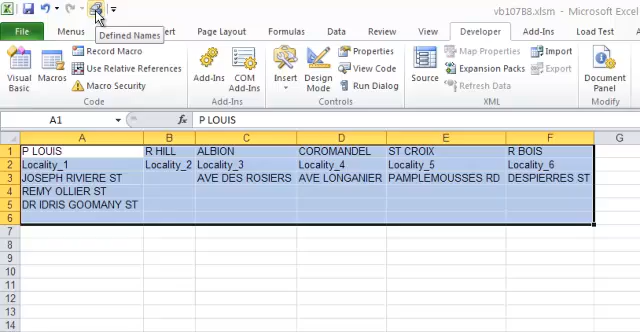 vb10788.xlsm - Microsoft Excel
Defined Names
File Menus ert Page Layout Formulas Data Review View Developer Add-Ins Load Test Team
Visual Basic
Macros
Record Macro
Use Relative References
Macro Security
Code
Add-Ins
COM Add-Ins
Add-Ins
Insert
Design Mode
Properties
View Code
Run Dialog
Controls
Source
Map Properties
Expansion Packs
Refresh Data
Import
Export
XML
Document Panel
Modify
A1 fx P LOUIS
A B C D E F G
1 P LOUIS R HILL ALBION COROMANDEL ST CROIX R BOIS
2 Locality_1 Locality_2 Locality_3 Locality_4 Locality_5 Locality_6
3 JOSEPH RIVIERE ST AVE DES ROSIERS AVE LONGANIER PAMPLEMOUSSES RD DESPIERRES ST
4 REMY OLLIER ST
5 DR IDRIS GOOMANY ST
6
7
8
9
10
11
12
13
14